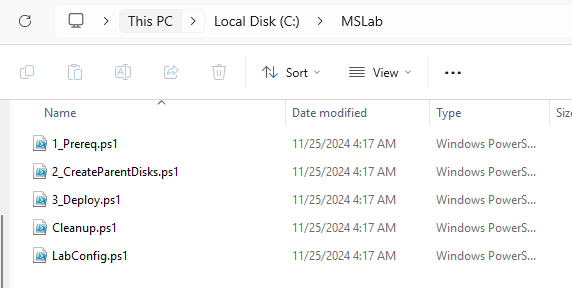 This PC > Local Disk (C:) > MSLab
Sort View
Name Date modified Type Siz
1_Prereq.ps1 11/25/2024 4:17 AM Windows PowerS...
2_CreateParentDisks.ps1 11/25/2024 4:17 AM Windows PowerS...
3_Deploy.ps1 11/25/2024 4:17 AM Windows PowerS...
Cleanup.ps1 11/25/2024 4:17 AM Windows PowerS...
LabConfig.ps1 11/25/2024 4:17 AM Windows PowerS...